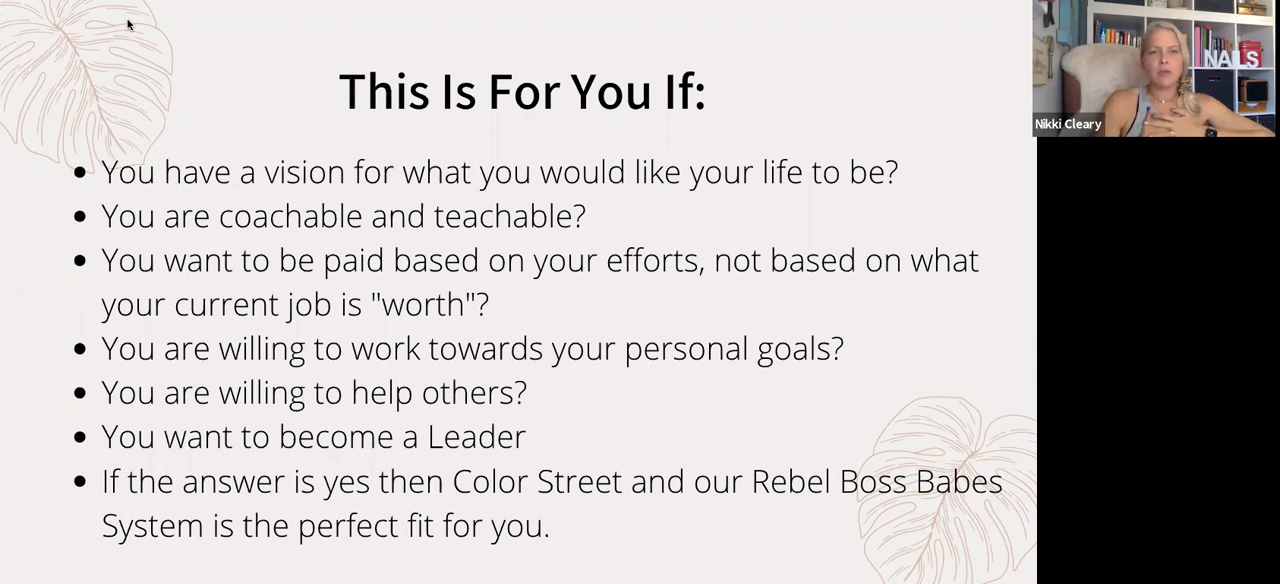 This Is For You If:
You have a vision for what you would like your life to be?
You are coachable and teachable?
You want to be paid based on your efforts, not based on what
your current job is "worth"?
You are willing to work towards your personal goals?
You are willing to help others?
You want to become a Leader
If the answer is yes then Color Street and our Rebel Boss Babes
System is the perfect fit for you.
NAILS
Nikki Cleary